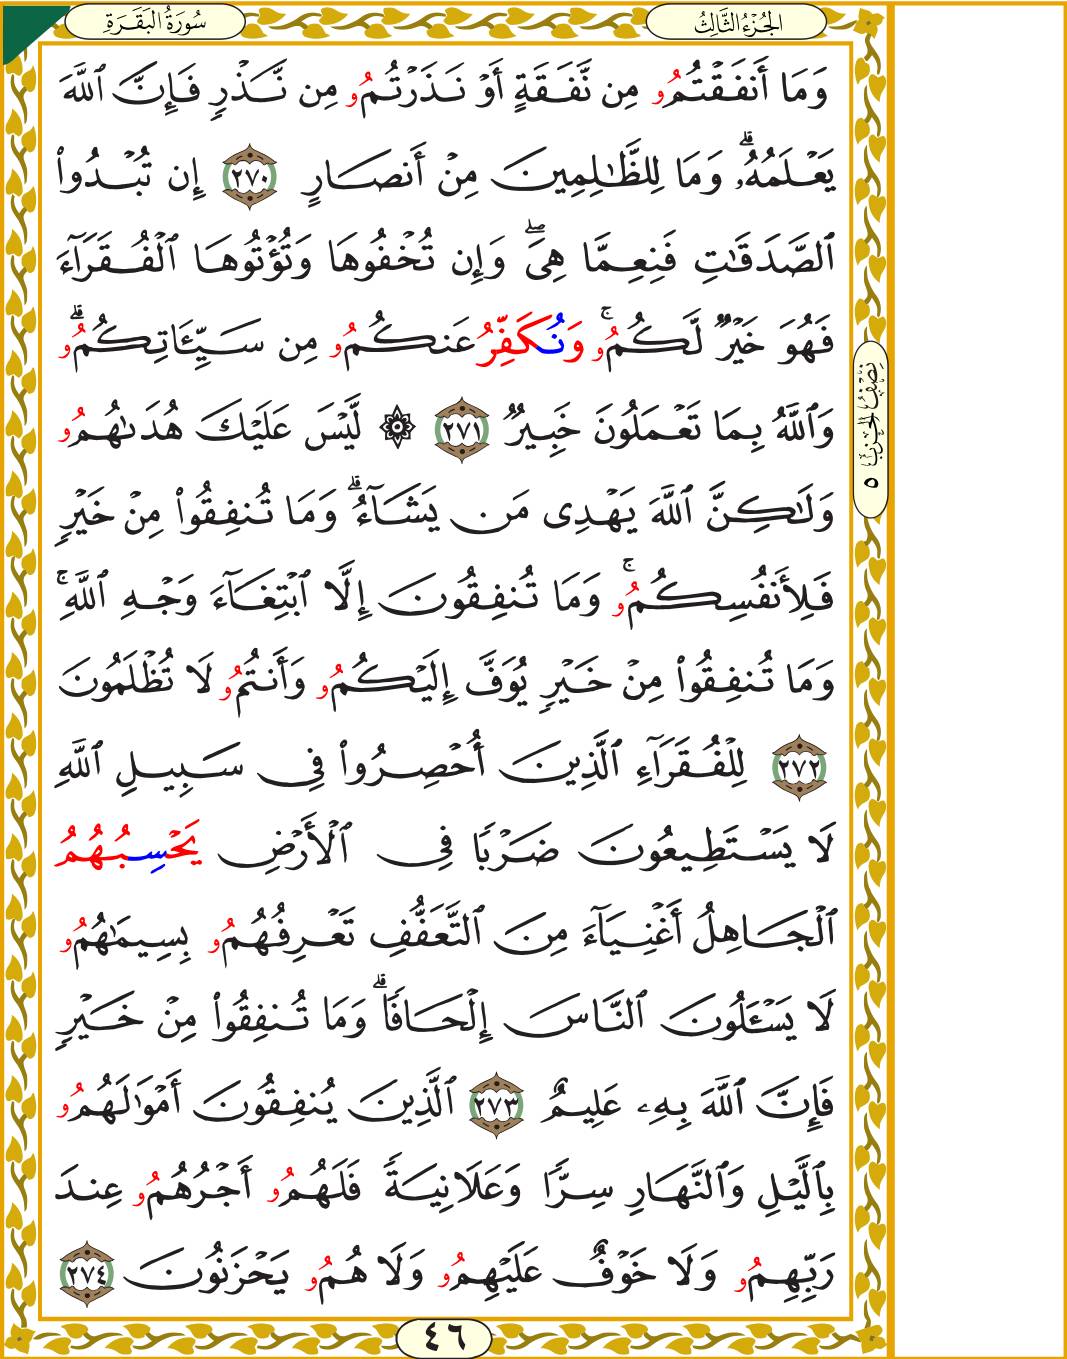 سُورَةُ البَقَرَةِ
الجُزْءُ الثَّالِثُ
وَمَا أَنفَقْتُمُۥ مِن نَّفَقَةٍ أَوْ نَذَرْتُمُۥ مِن نَّذْرٍ فَإِنَّ ٱللَّهَ
يَعْلَمُهُۥۗ وَمَا لِلظَّٰلِمِينَ مِنْ أَنصَارٍ ٢٧٠ إِن تُبْدُوا۟
ٱلصَّدَقَٰتِ فَنِعِمَّا هِىَۖ وَإِن تُخْفُوهَا وَتُؤْتُوهَا ٱلْفُقَرَآءَ
فَهُوَ خَيْرٌ لَّكُمُۥۚ وَنُكَفِّرُ عَنكُمُۥ مِن سَيِّـَٔاتِكُمُۥۗ
وَٱللَّهُ بِمَا تَعْمَلُونَ خَبِيرٌ ٢٧١ ۞ لَّيْسَ عَلَيْكَ هُدَىٰهُمُۥ
وَلَٰكِنَّ ٱللَّهَ يَهْدِى مَن يَشَآءُۗ وَمَا تُنفِقُوا۟ مِنْ خَيْرٍ
فَلِأَنفُسِكُمُۥۚ وَمَا تُنفِقُونَ إِلَّا ٱبْتِغَآءَ وَجْهِ ٱللَّهِۚ
وَمَا تُنفِقُوا۟ مِنْ خَيْرٍ يُوَفَّ إِلَيْكُمُۥ وَأَنتُمُۥ لَا تُظْلَمُونَ
٢٧٢ لِلْفُقَرَآءِ ٱلَّذِينَ أُحْصِرُوا۟ فِى سَبِيلِ ٱللَّهِ
لَا يَسْتَطِيعُونَ ضَرْبًا فِى ٱلْأَرْضِ يَحْسِبُهُمُ
ٱلْجَاهِلُ أَغْنِيَآءَ مِنَ ٱلتَّعَفُّفِ تَعْرِفُهُمُۥ بِسِيمَٰهُمُۥ
لَا يَسْـَٔلُونَ ٱلنَّاسَ إِلْحَافًاۗ وَمَا تُنفِقُوا۟ مِنْ خَيْرٍ
فَإِنَّ ٱللَّهَ بِهِۦ عَلِيمٌ ٢٧٣ ٱلَّذِينَ يُنفِقُونَ أَمْوَٰلَهُمُۥ
بِٱلَّيْلِ وَٱلنَّهَارِ سِرًّا وَعَلَانِيَةً فَلَهُمُۥ أَجْرُهُمُۥ عِندَ
رَبِّهِمُۥ وَلَا خَوْفٌ عَلَيْهِمُۥ وَلَا هُمُۥ يَحْزَنُونَ ٢٧٤
نِصْفُ الحِزْبِ ٥
٤٦